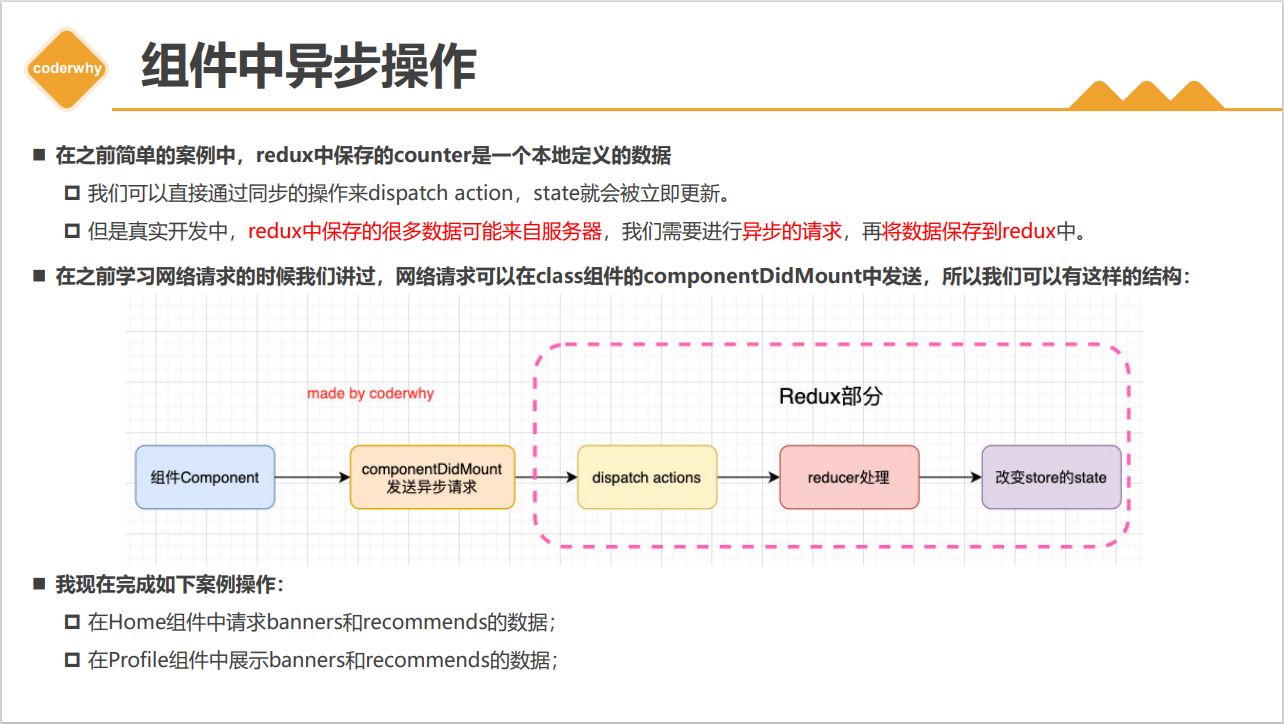 coderwhy
组件中异步操作
在之前简单的案例中，redux中保存的counter是一个本地定义的数据
我们可以直接通过同步的操作来dispatch action，state就会被立即更新。
但是真实开发中，redux中保存的很多数据可能来自服务器，我们需要进行异步的请求，再将数据保存到redux中。
在之前学习网络请求的时候我们讲过，网络请求可以在class组件的componentDidMount中发送，所以我们可以有这样的结构：
made by coderwhy
Redux部分
组件Component
componentDidMount
发送异步请求
dispatch actions
reducer处理
改变store的state
我现在完成如下案例操作：
在Home组件中请求banners和recommends的数据；
在Profile组件中展示banners和recommends的数据；